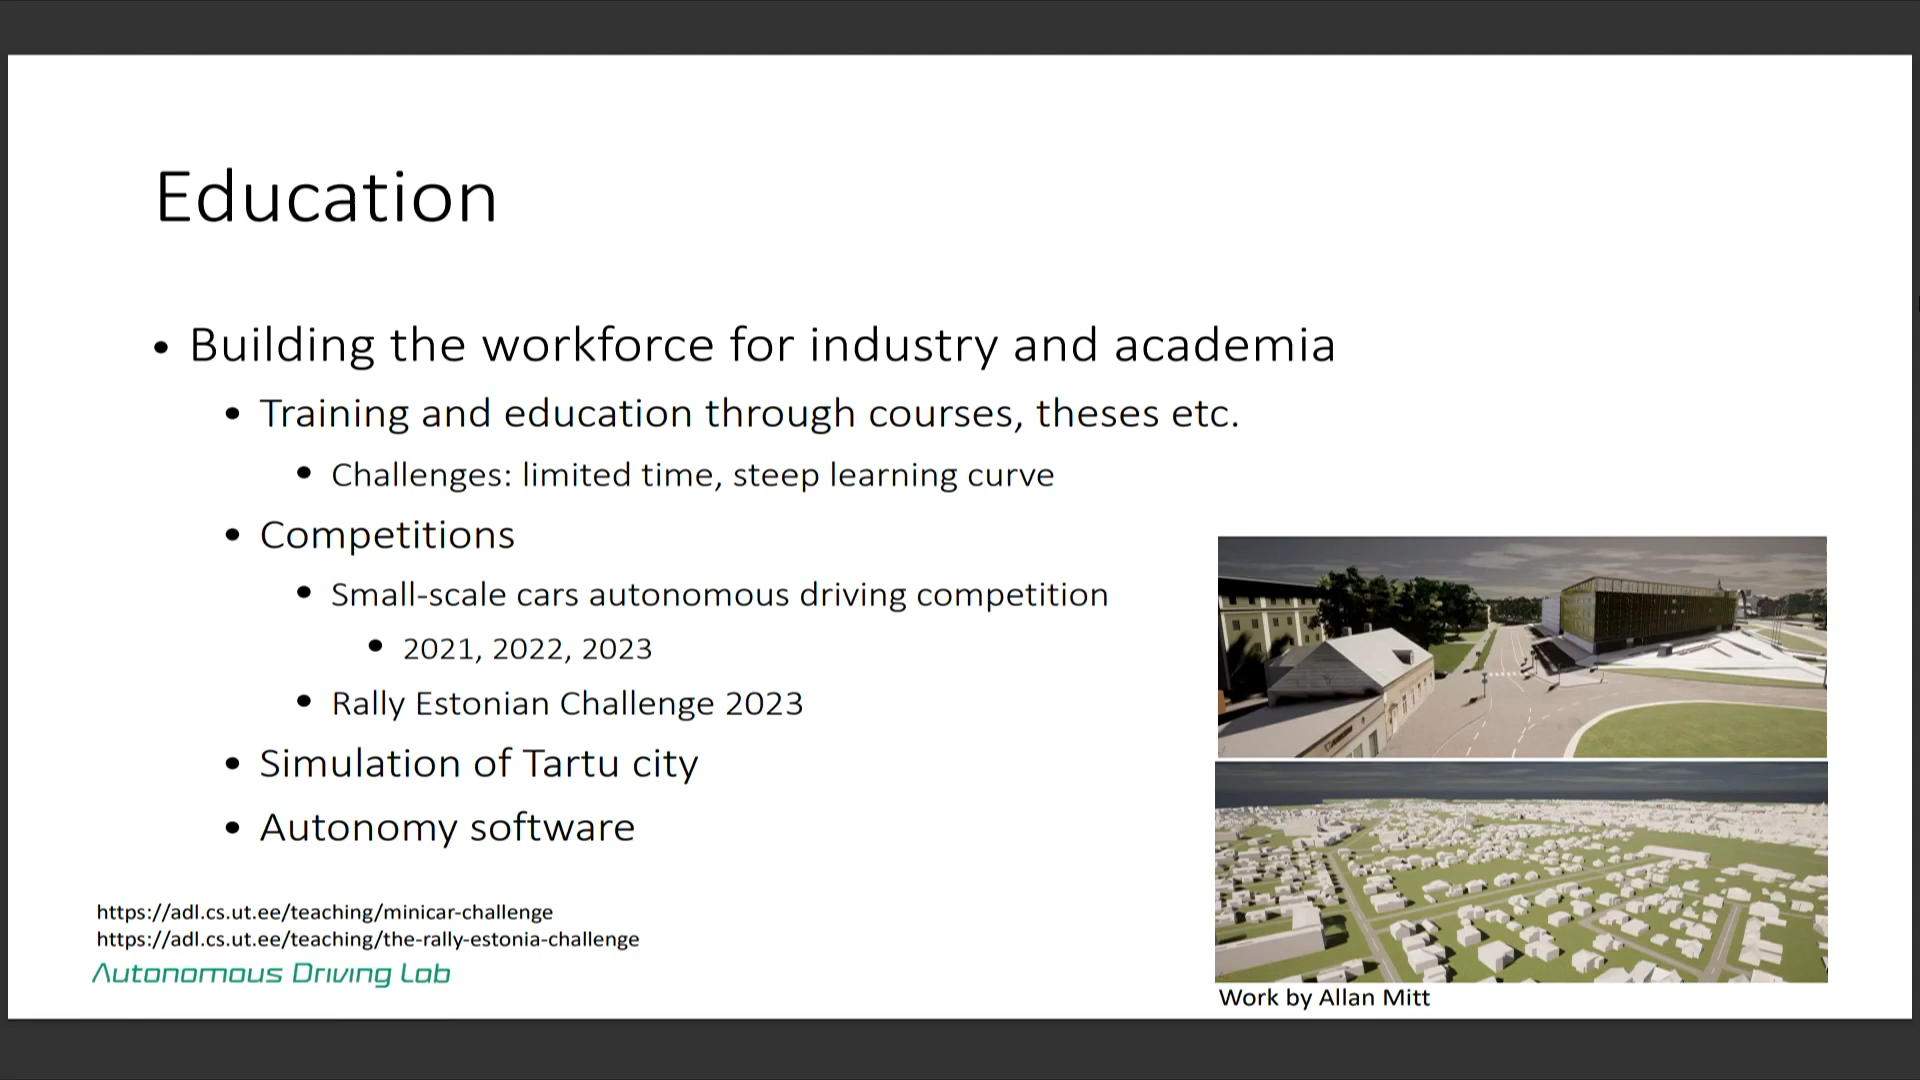 Education
• Building the workforce for industry and academia
• Training and education through courses, theses etc.
• Challenges: limited time, steep learning curve
• Competitions
• Small-scale cars autonomous driving competition
• 2021, 2022, 2023
• Rally Estonian Challenge 2023
• Simulation of Tartu city
• Autonomy software
https://adl.cs.ut.ee/teaching/minicar-challenge
https://adl.cs.ut.ee/teaching/the-rally-estonia-challenge
Autonomous Driving Lab
Work by Allan Mitt